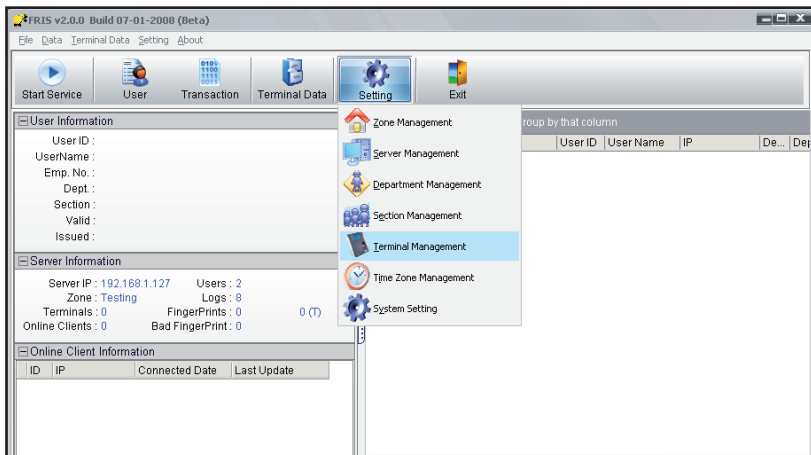 FRIS v2.0.0 Build 07-01-2008 (Beta)
File Data Terminal Data Setting About
Start Service User Transaction Terminal Data Setting Exit
User Information
User ID :
UserName :
Emp. No. :
Dept. :
Section :
Valid :
Issued :
Server Information
Server IP : 192.168.1.127 Users : 2
Zone : Testing Logs : 8
Terminals : 0 FingerPrints : 0 0 (T)
Online Clients : 0 Bad FingerPrint : 0
Online Client Information
ID IP Connected Date Last Update
Zone Management
Server Management
Department Management
Section Management
Terminal Management
Time Zone Management
System Setting
roup by that column
User ID User Name IP De... Dep